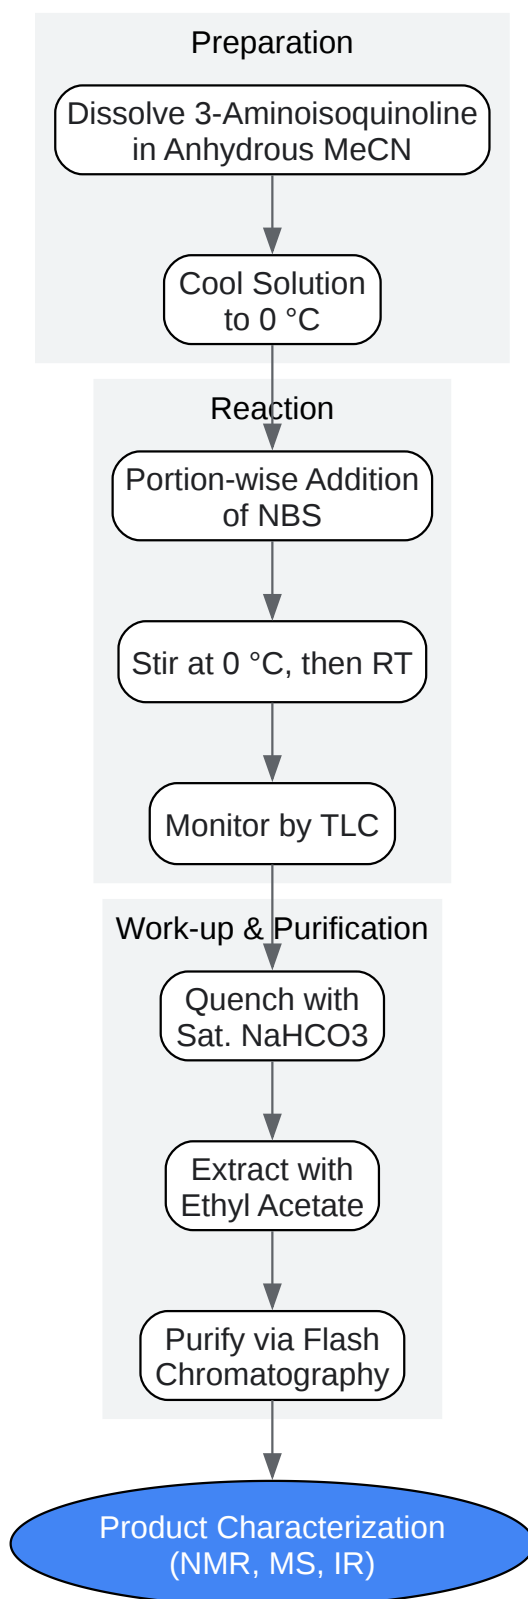 Preparation
Dissolve 3-Aminoisoquinoline
in Anhydrous MeCN
Cool Solution
to 0 °C
Reaction
Portion-wise Addition
of NBS
Stir at 0 °C, then RT
Monitor by TLC
Work-up & Purification
Quench with
Sat. NaHCO3
Extract with
Ethyl Acetate
Purify via Flash
Chromatography
Product Characterization
(NMR, MS, IR)